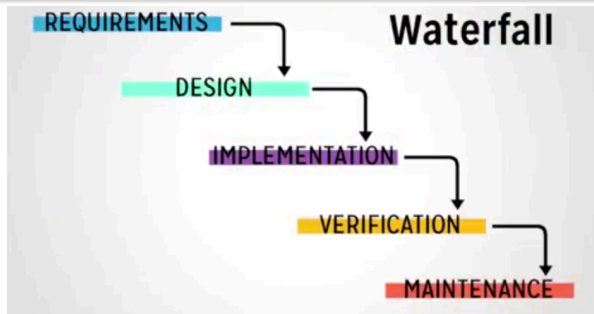 REQUIREMENTS
Waterfall
DESIGN
IMPLEMENTATION
VERIFICATION
MAINTENANCE